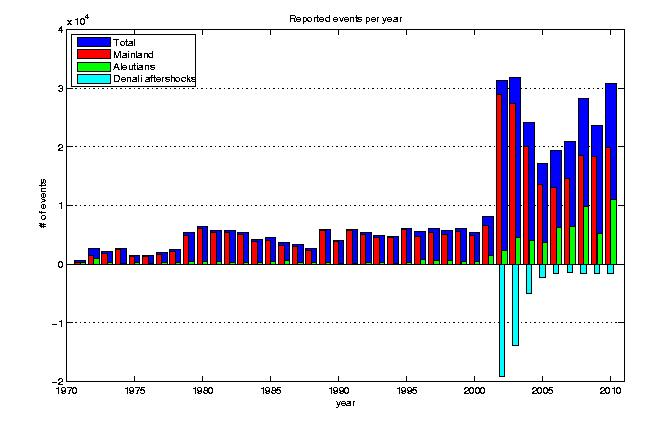 Reported events per year
x 10^4
Total
Mainland
Aleutians
Denali aftershocks
4
3
2
1
0
−1
−2
# of events
1970 1975 1980 1985 1990 1995 2000 2005 2010
year